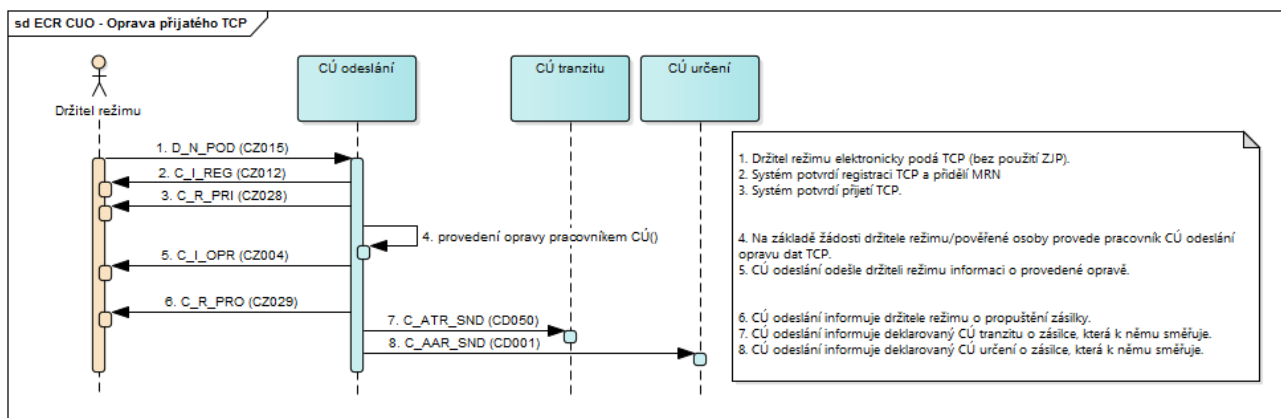 sd ECR CUO - Oprava přijatého TCP
Držitel režimu
CÚ odeslání
CÚ tranzitu
CÚ určení
1. D_N_POD (CZ015)
2. C_I_REG (CZ012)
3. C_R_PRI (CZ028)
4. provedení opravy pracovníkem CÚ()
5. C_I_OPR (CZ004)
6. C_R_PRO (CZ029)
7. C_ATR_SND (CD050)
8. C_AAR_SND (CD001)
1. Držitel režimu elektronicky podá TCP (bez použití ZJP).
2. Systém potvrdí registraci TCP a přidělí MRN
3. Systém potvrdí přijetí TCP.
4. Na základě žádosti držitele režimu/pověřené osoby provede pracovník CÚ odeslání
opravu dat TCP.
5. CÚ odeslání odešle držiteli režimu informaci o provedené opravě.
6. CÚ odeslání informuje držitele režimu o propuštění zásilky.
7. CÚ odeslání informuje deklarovaný CÚ tranzitu o zásilce, která k němu směřuje.
8. CÚ odeslání informuje deklarovaný CÚ určení o zásilce, která k němu směřuje.